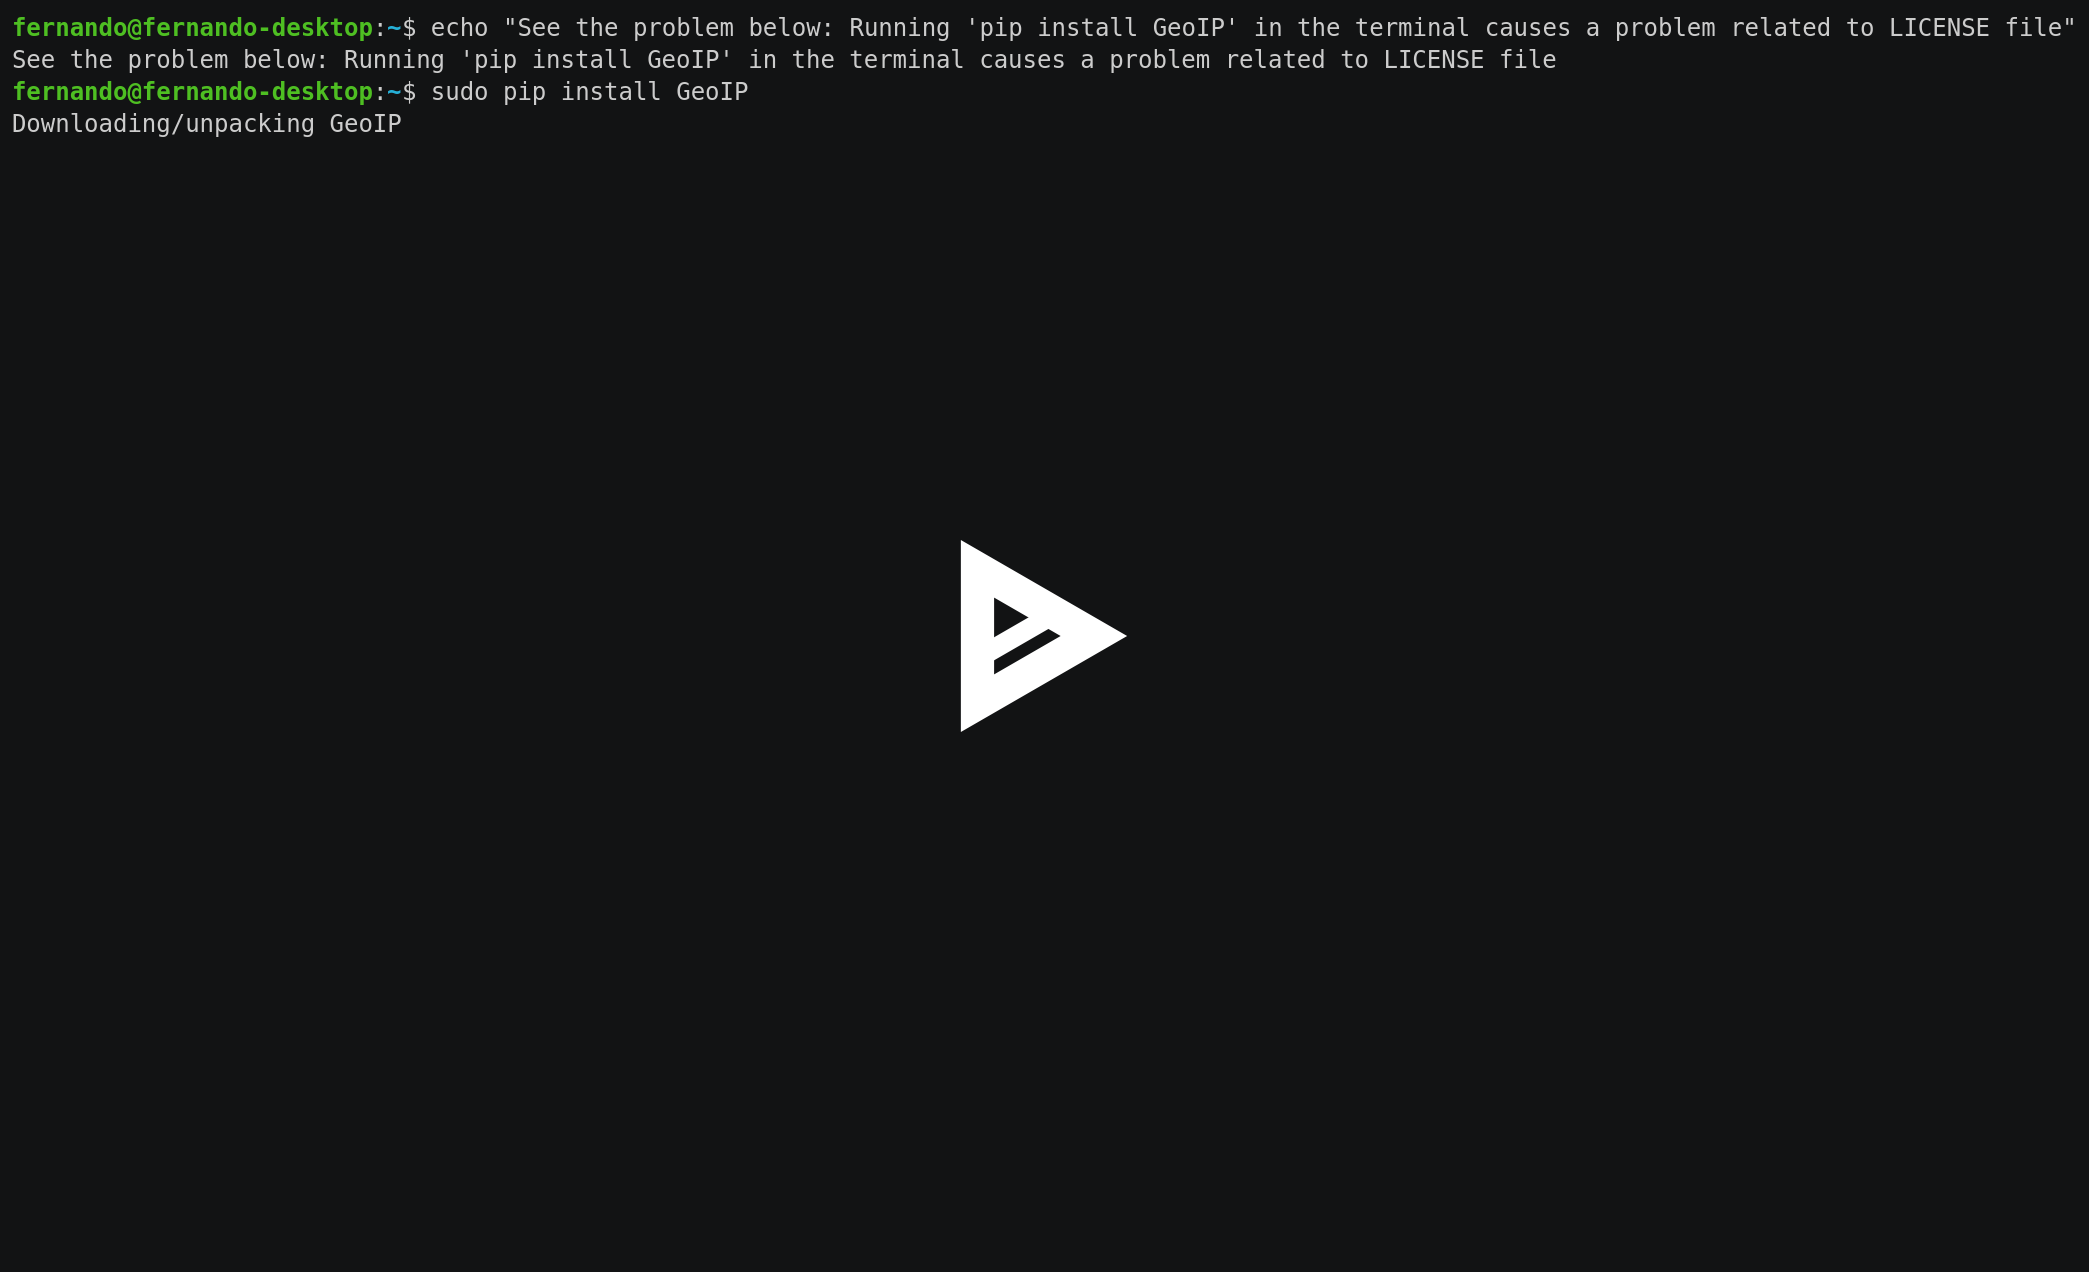 fernando@fernando-desktop:~$ echo "See the problem below: Running 'pip install GeoIP' in the terminal causes a problem related to LICENSE file"
See the problem below: Running 'pip install GeoIP' in the terminal causes a problem related to LICENSE file
fernando@fernando-desktop:~$ sudo pip install GeoIP
Downloading/unpacking GeoIP